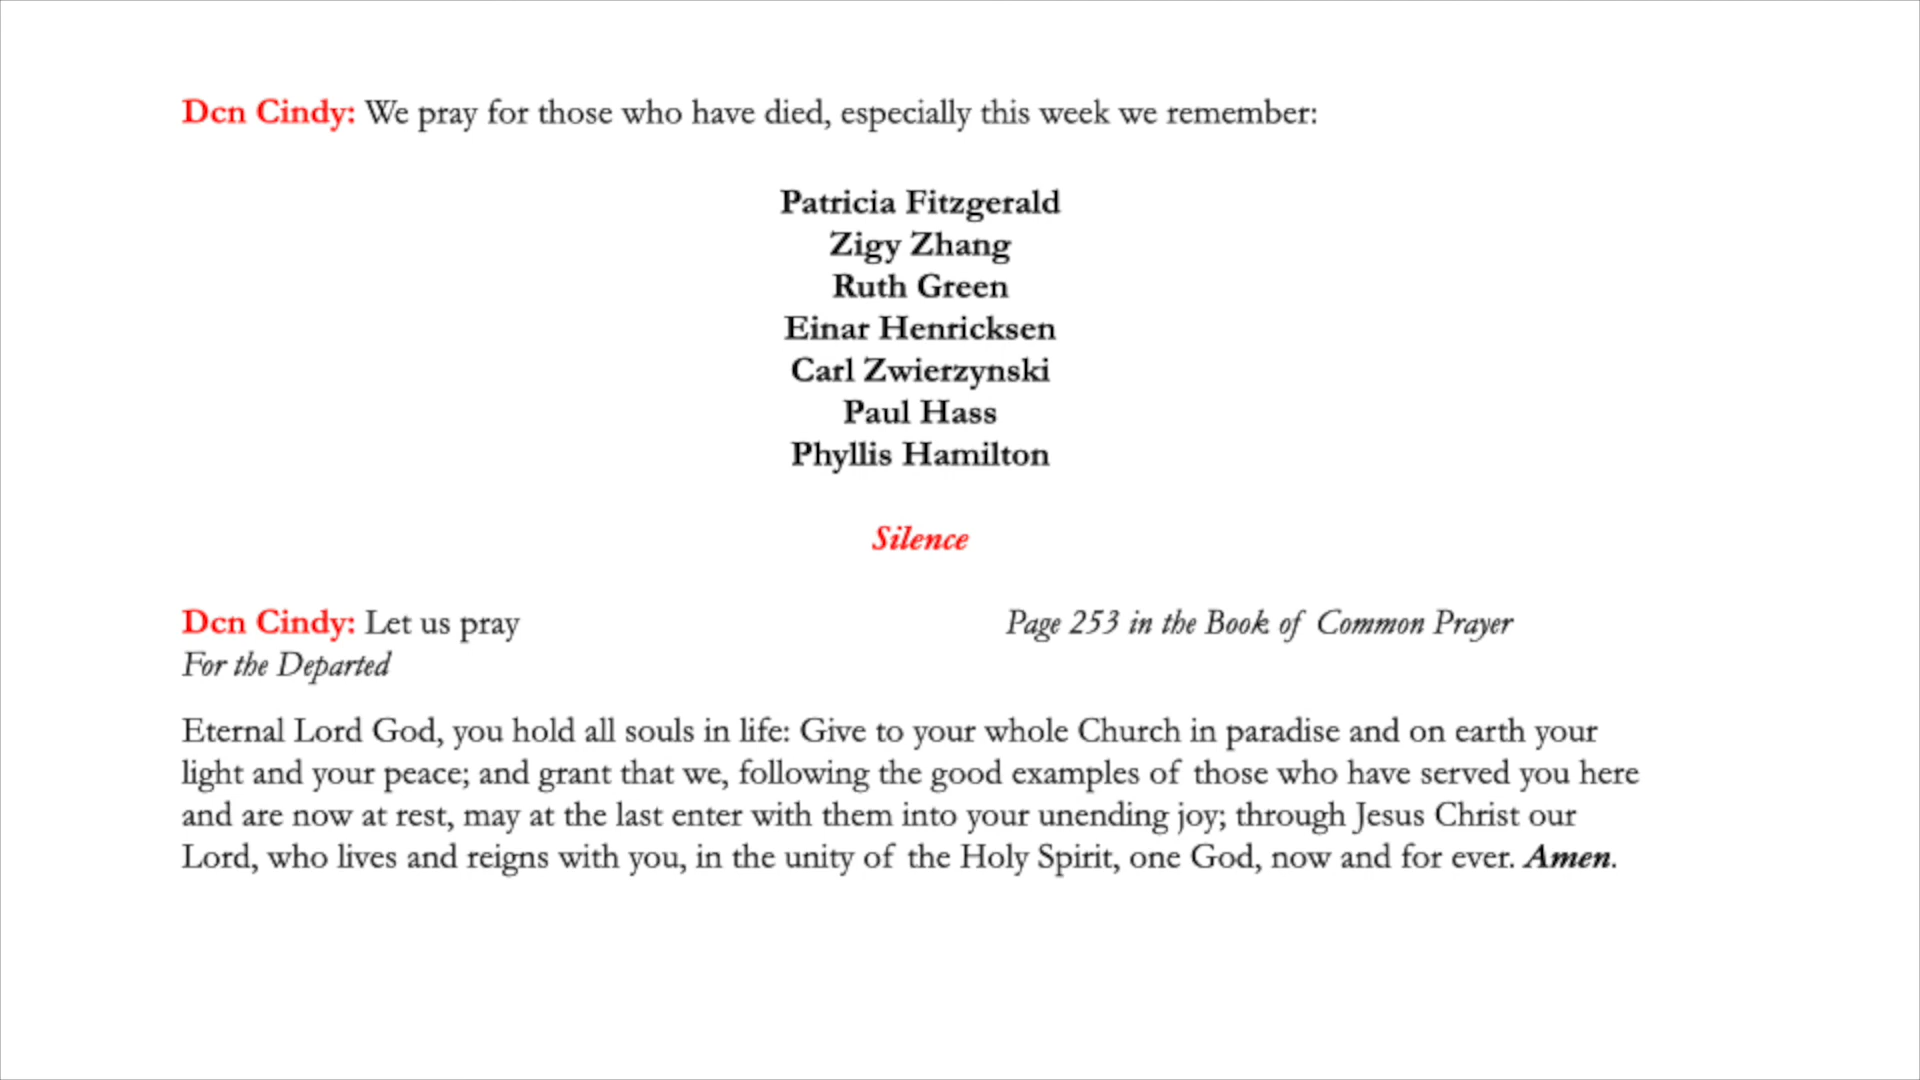 Dcn Cindy: We pray for those who have died, especially this week we remember:
Patricia Fitzgerald
Zigy Zhang
Ruth Green
Einar Henricksen
Carl Zwierzynski
Paul Hass
Phyllis Hamilton
Silence
Dcn Cindy: Let us pray Page 253 in the Book of Common Prayer
For the Departed
Eternal Lord God, you hold all souls in life: Give to your whole Church in paradise and on earth your
light and your peace; and grant that we, following the good examples of those who have served you here
and are now at rest, may at the last enter with them into your unending joy; through Jesus Christ our
Lord, who lives and reigns with you, in the unity of the Holy Spirit, one God, now and for ever. Amen.